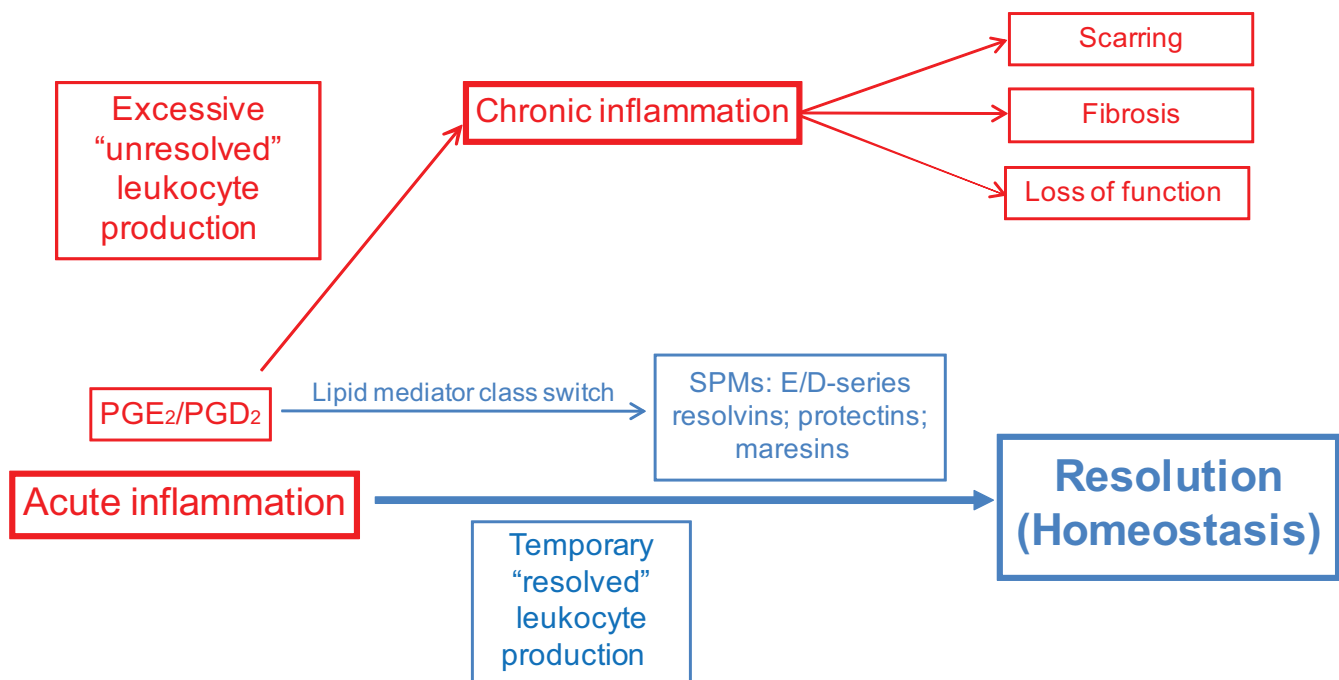 Scarring
Excessive
“unresolved”
leukocyte
production
Chronic inflammation
Fibrosis
Loss of function
PGE₂/PGD₂
Lipid mediator class switch
SPMs: E/D-series
resolvins; protectins;
maresins
Acute inflammation
Resolution
(Homeostasis)
Temporary
“resolved”
leukocyte
production